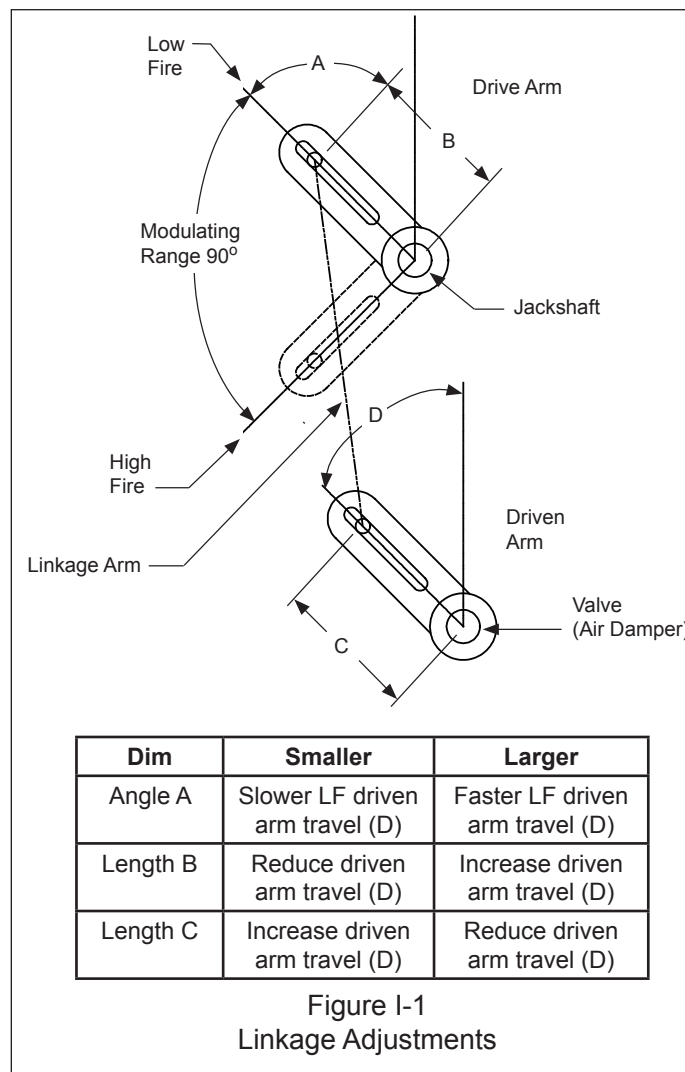 Low
Fire
A
Drive Arm
B
Modulating
Range 90º
Jackshaft
D
High
Fire
Driven
Arm
Linkage Arm
Valve
(Air Damper)
C
Dim Smaller Larger
Angle A Slower LF driven arm travel (D) Faster LF driven arm travel (D)
Length B Reduce driven arm travel (D) Increase driven arm travel (D)
Length C Increase driven arm travel (D) Reduce driven arm travel (D)
Figure I-1
Linkage Adjustments